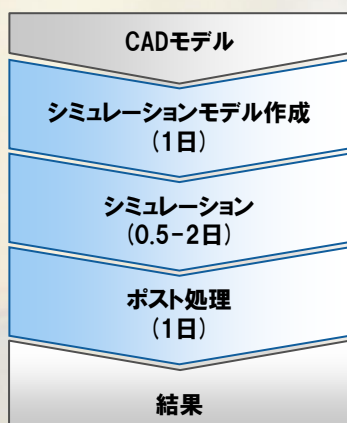 CADモデル
シミュレーションモデル作成
(1日)
シミュレーション
(0.5-2日)
ポスト処理
(1日)
結果